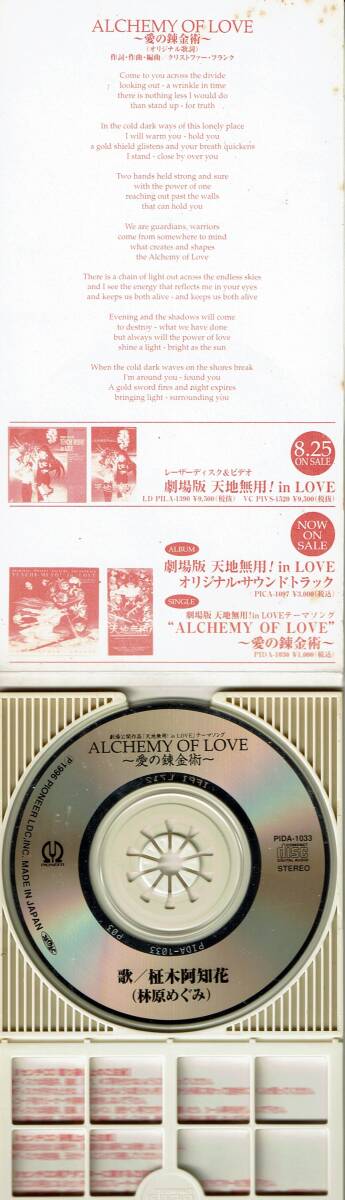 ALCHEMY OF LOVE
～愛の錬金術～
(オリジナル歌詞)
作詞・作曲・編曲／クリストファー・フランク
Come to you across the divide
looking out - a wrinkle in time
there is nothing less I would do
than stand up - for truth
In the cold dark ways of this lonely place
I will warm you - hold you
a gold shield glistens and your breath quickens
I stand - close by over you
Two hands held strong and sure
with the power of one
reaching out past the walls
that can hold you
We are guardians, warriors
come from somewhere to mind
what creates and shapes
the Alchemy of Love
There is a chain of light out across the endless skies
and I see the energy that reflects me in your eyes
and keeps us both alive - and keeps us both alive
Evening and the shadows will come
to destroy - what we have done
but always will the power of love
shine a light - bright as the sun
When the cold dark waves on the shores break
I'm around you - iound you
A gold sword fires and night expires
bringing light - surrounding you
8.25
ON SALE
レーザーディスク&ビデオ
劇場版 天地無用! in LOVE
LD PILA-1390 ¥9,500(税抜) VC PIVS-1520 ¥9,500(税抜)
NOW
ON
SALE
ALBUM
劇場版 天地無用! in LOVE
オリジナル・サウンドトラック
PICA-1097 ¥3,000(税込)
SINGLE
劇場版 天地無用! in LOVEテーマソング
"ALCHEMY OF LOVE"
～愛の錬金術～
PIDA-1030 ¥1,000(税込)
劇場公開作品「天地無用! in LOVE」テーマソング
ALCHEMY OF LOVE
～愛の錬金術～
P 1996 PIONEER LDC, INC. MADE IN JAPAN
PIONEER
PIDA-1033
COMPACT
disc
DIGITAL AUDIO
STEREO
PIDA-1033
歌／柾木阿知花
(林原めぐみ)